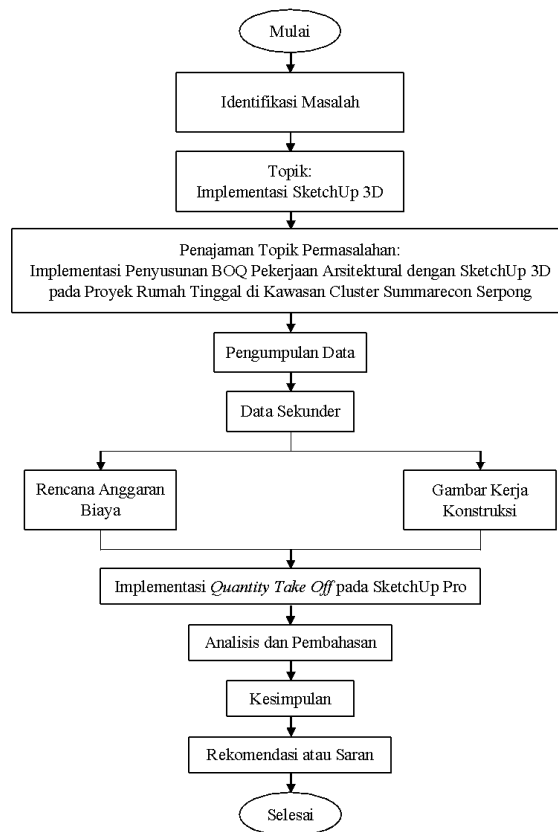 Mulai
Identifikasi Masalah
Topik:
Implementasi SketchUp 3D
Penajaman Topik Permasalahan:
Implementasi Penyusunan BOQ Pekerjaan Arsitektural dengan SketchUp 3D
pada Proyek Rumah Tinggal di Kawasan Cluster Summarecon Serpong
Pengumpulan Data
Data Sekunder
Rencana Anggaran
Biaya
Gambar Kerja
Konstruksi
Implementasi Quantity Take Off pada SketchUp Pro
Analisis dan Pembahasan
Kesimpulan
Rekomendasi atau Saran
Selesai